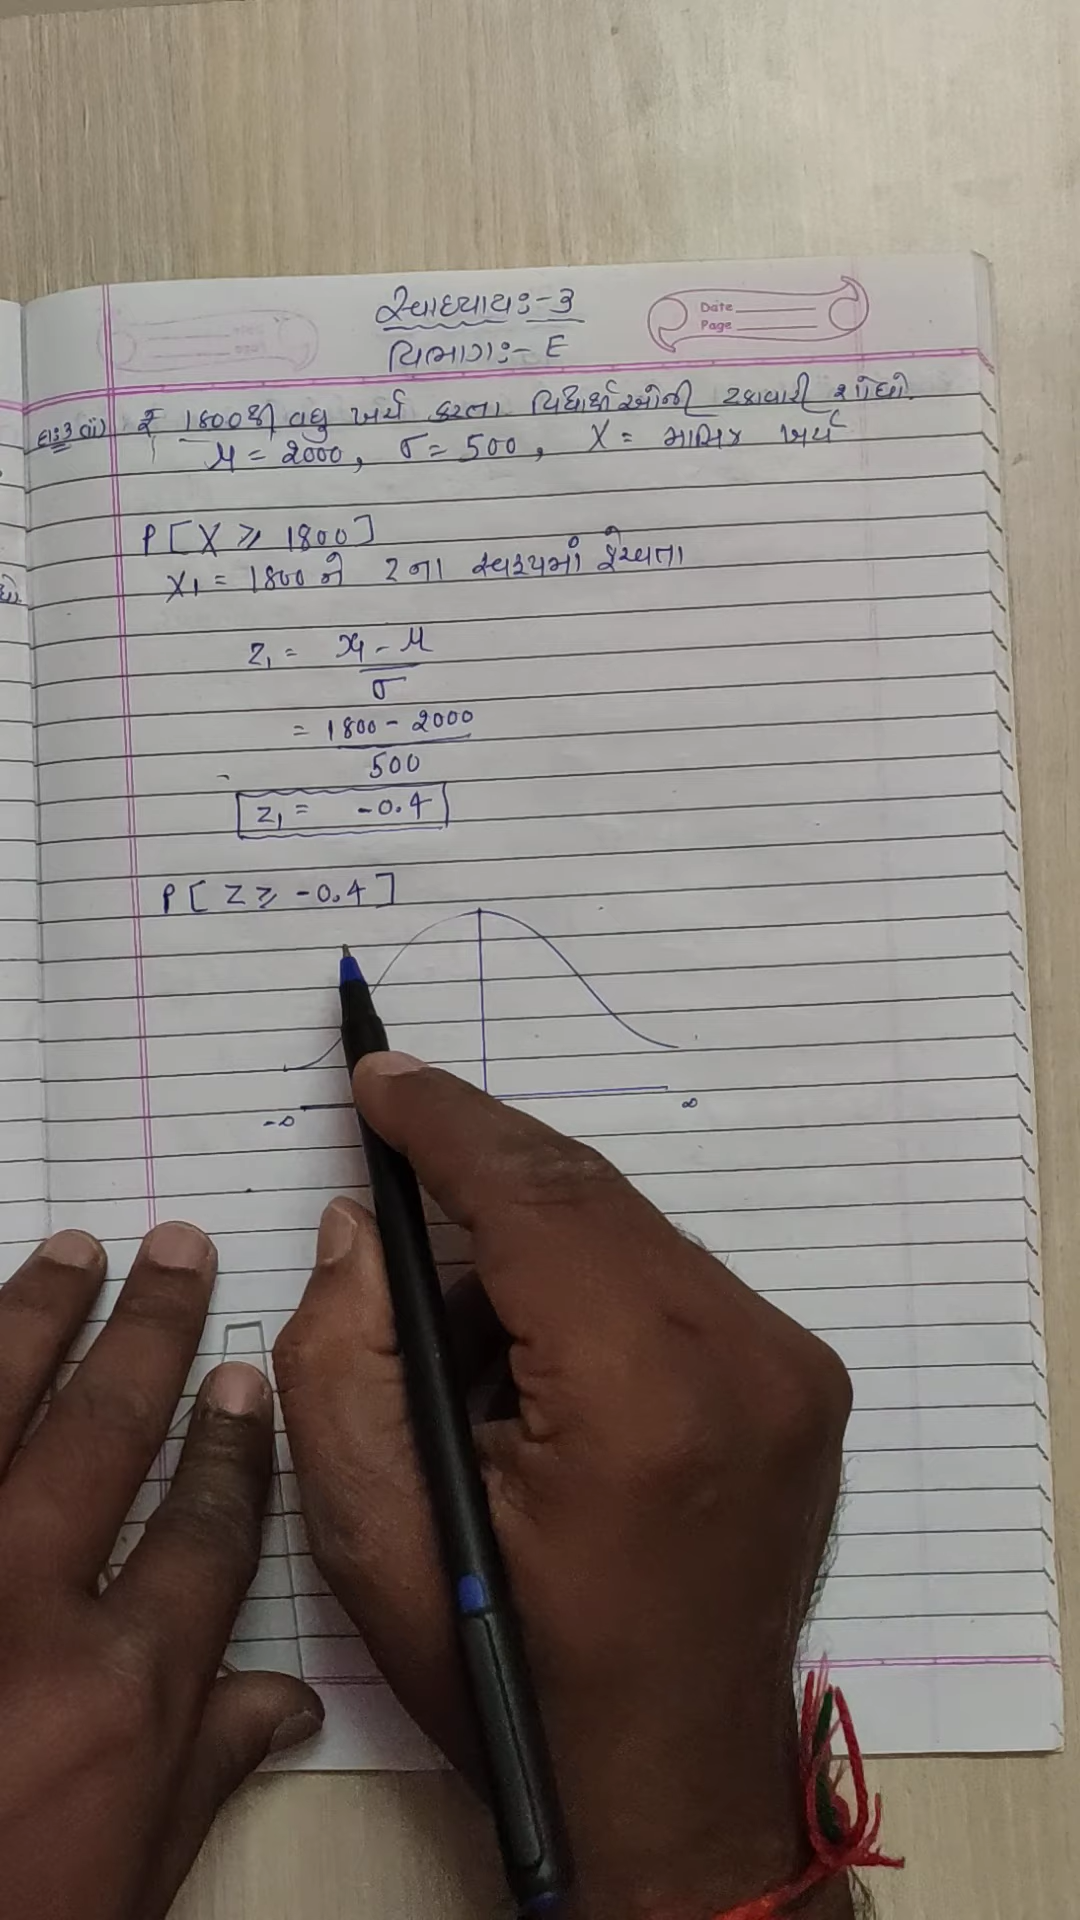 સ્વાધ્યાયઃ-3
વિભાગઃ- E
Date
Page
દાઃ3 (ii) ₹ 1800થી વધુ ખર્ચ કરતા વિદ્યાર્થીઓની ટકાવારી શોધો.
μ = 2000, σ = 500, X = માસિક ખર્ચ
P [ X ≥ 1800 ]
X₁ = 1800 ને Z ના સ્વરૂપમાં ફેરવતા
Z₁ = x₁ - μ
σ
= 1800 - 2000
500
Z₁ = -0.4
P [ Z ≥ -0.4 ]
-∞ ∞